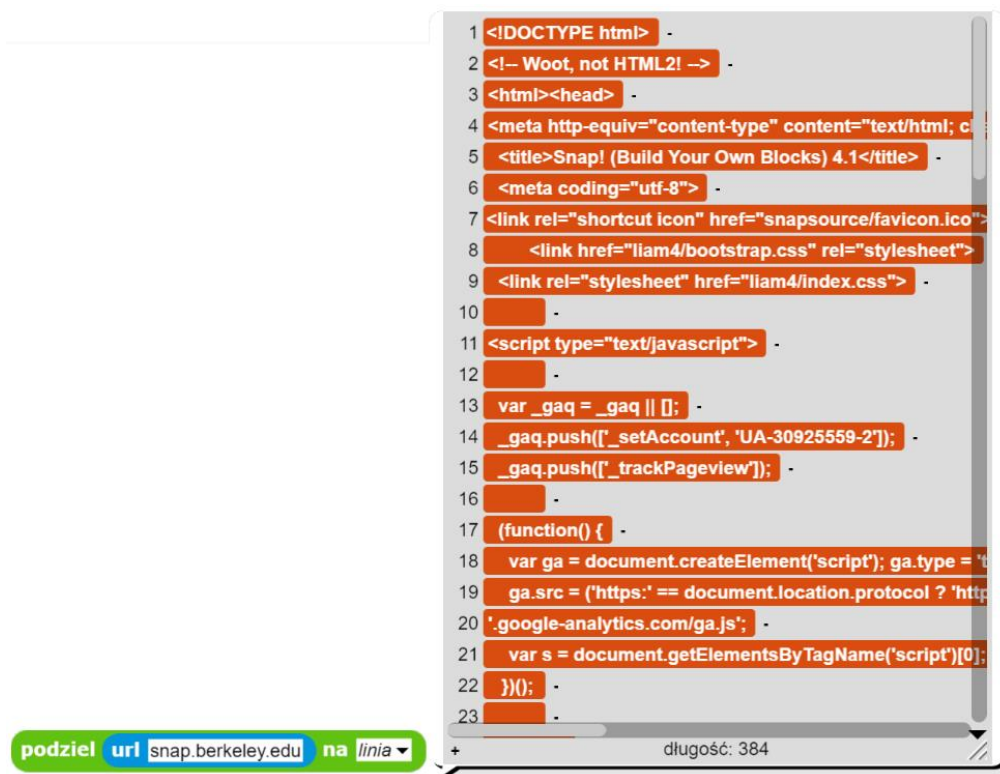 1 <!DOCTYPE html> -
2 <!-- Woot, not HTML2! --> -
3 <html><head> -
4 <meta http-equiv="content-type" content="text/html;
5 <title>Snap! (Build Your Own Blocks) 4.1</title> -
6 <meta coding="utf-8"> -
7 <link rel="shortcut icon" href="snapsource/favicon.ico">
8 <link href="liam4/bootstrap.css" rel="stylesheet">
9 <link rel="stylesheet" href="liam4/index.css"> -
10 -
11 <script type="text/javascript"> -
12 -
13 var _gaq = _gaq || []; -
14 _gaq.push(['_setAccount', 'UA-30925559-2']); -
15 _gaq.push(['_trackPageview']); -
16 -
17 (function() { -
18 var ga = document.createElement('script'); ga.type = 't
19 ga.src = ('https:' == document.location.protocol ? 'http
20 '.google-analytics.com/ga.js'; -
21 var s = document.getElementsByTagName('script')[0];
22 })(); -
23 -
podziel url snap.berkeley.edu na linia
+ długość: 384